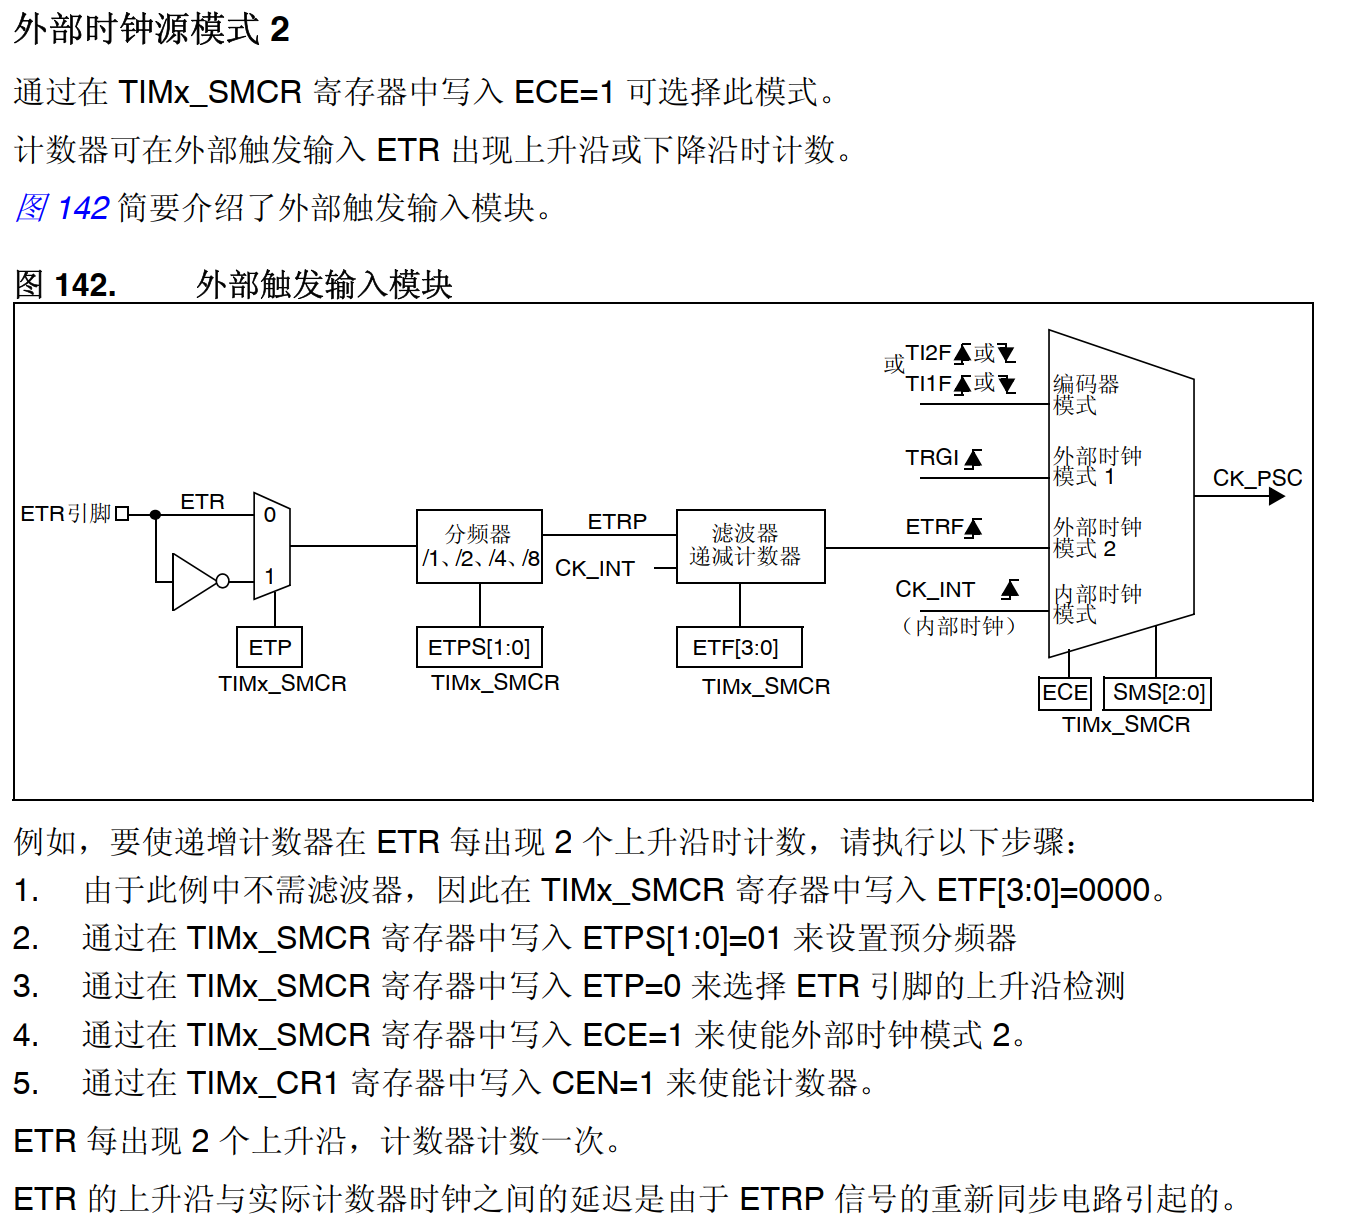 外部时钟源模式 2
通过在 TIMx_SMCR 寄存器中写入 ECE=1 可选择此模式。
计数器可在外部触发输入 ETR 出现上升沿或下降沿时计数。
图 142 简要介绍了外部触发输入模块。
图 142. 外部触发输入模块
或 TI2F 或
TI1F 或
编码器
模式
TRGI
外部时钟
模式 1
CK_PSC
ETR引脚
ETR
0
1
分频器
/1、/2、/4、/8
ETRP
CK_INT
滤波器
递减计数器
ETRF
外部时钟
模式 2
CK_INT
（内部时钟）
内部时钟
模式
ETP
TIMx_SMCR
ETPS[1:0]
TIMx_SMCR
ETF[3:0]
TIMx_SMCR
ECE
SMS[2:0]
TIMx_SMCR
例如，要使递增计数器在 ETR 每出现 2 个上升沿时计数，请执行以下步骤：
1. 由于此例中不需滤波器，因此在 TIMx_SMCR 寄存器中写入 ETF[3:0]=0000。
2. 通过在 TIMx_SMCR 寄存器中写入 ETPS[1:0]=01 来设置预分频器
3. 通过在 TIMx_SMCR 寄存器中写入 ETP=0 来选择 ETR 引脚的上升沿检测
4. 通过在 TIMx_SMCR 寄存器中写入 ECE=1 来使能外部时钟模式 2。
5. 通过在 TIMx_CR1 寄存器中写入 CEN=1 来使能计数器。
ETR 每出现 2 个上升沿，计数器计数一次。
ETR 的上升沿与实际计数器时钟之间的延迟是由于 ETRP 信号的重新同步电路引起的。